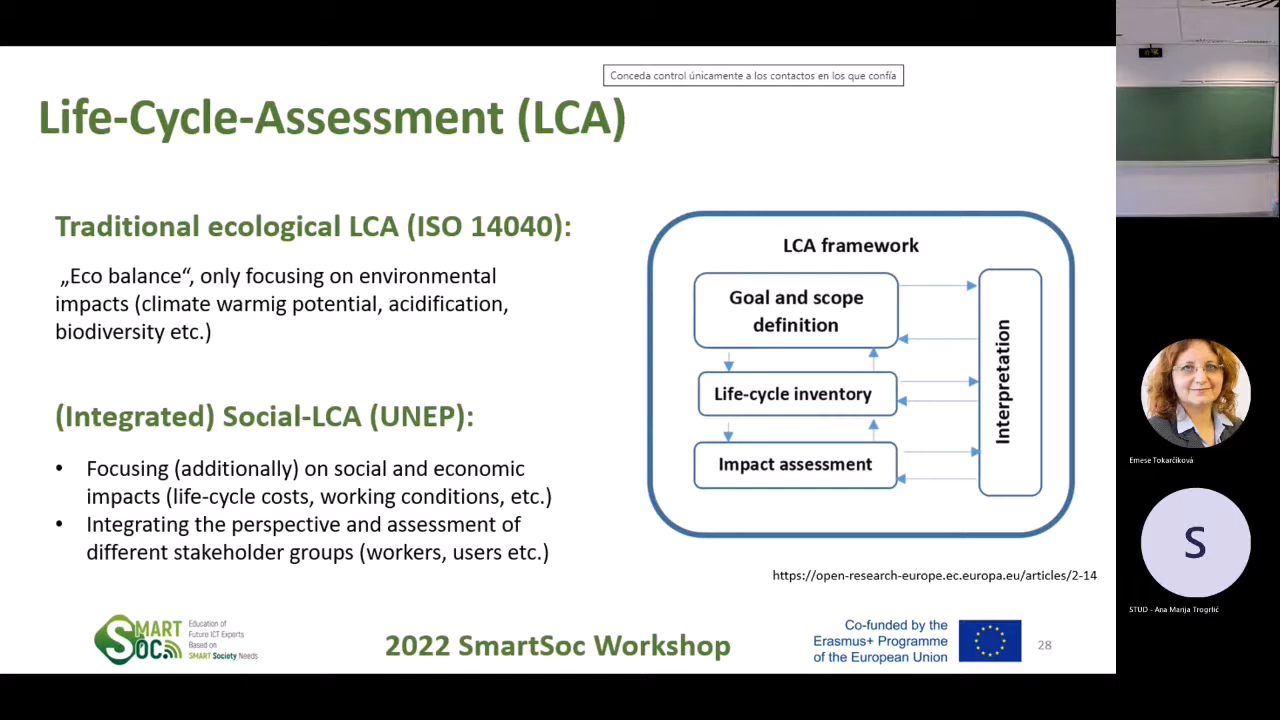 Conceda control únicamente a los contactos en los que confía
Life-Cycle-Assessment (LCA)
Traditional ecological LCA (ISO 14040):
„Eco balance“, only focusing on environmental
impacts (climate warmig potential, acidification,
biodiversity etc.)
(Integrated) Social-LCA (UNEP):
• Focusing (additionally) on social and economic
impacts (life-cycle costs, working conditions, etc.)
• Integrating the perspective and assessment of
different stakeholder groups (workers, users etc.)
LCA framework
Goal and scope
definition
Life-cycle inventory
Impact assessment
Interpretation
https://open-research-europe.ec.europa.eu/articles/2-14
SMART
SOC
Education of
Future ICT Experts
Based on
SMART Society Needs
2022 SmartSoc Workshop
Co-funded by the
Erasmus+ Programme
of the European Union
28
Emese Tokarčíková
S
STUD - Ana Marija Trogrlić